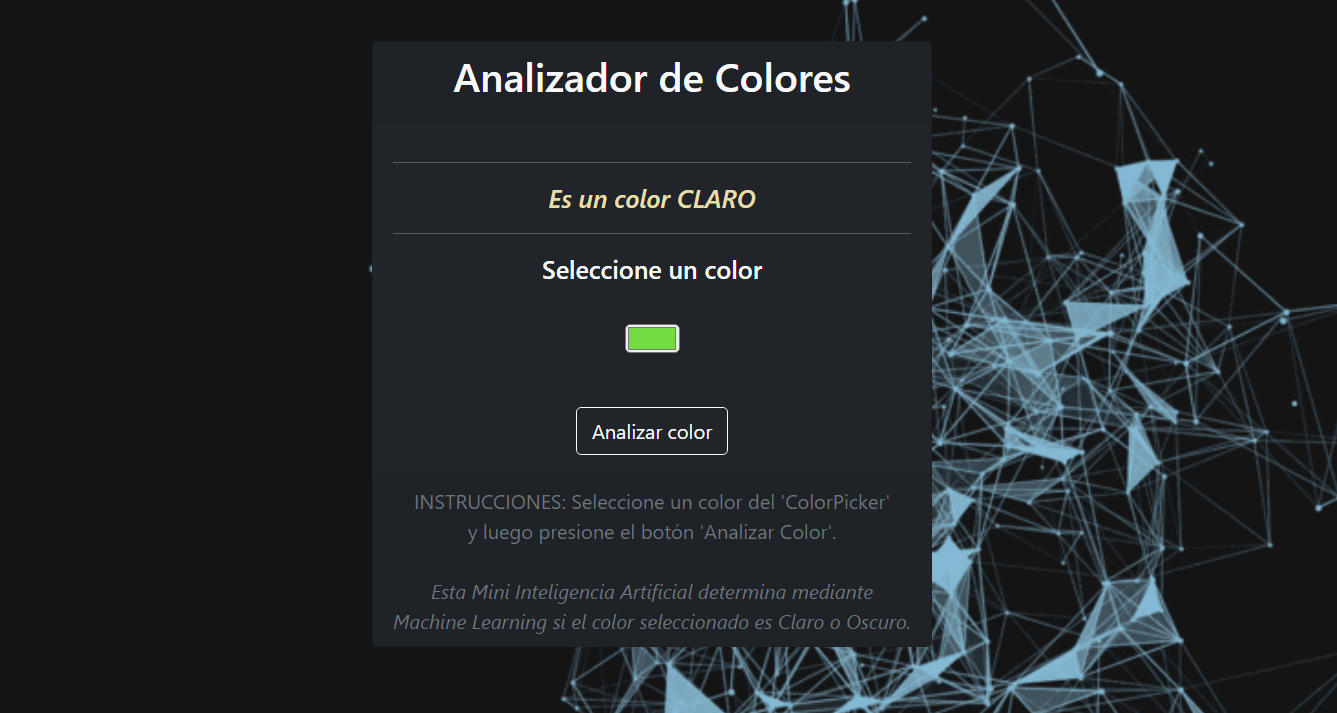 Analizador de Colores
Es un color CLARO
Seleccione un color
Analizar color
INSTRUCCIONES: Seleccione un color del 'ColorPicker'
y luego presione el botón 'Analizar Color'.
Esta Mini Inteligencia Artificial determina mediante
Machine Learning si el color seleccionado es Claro o Oscuro.